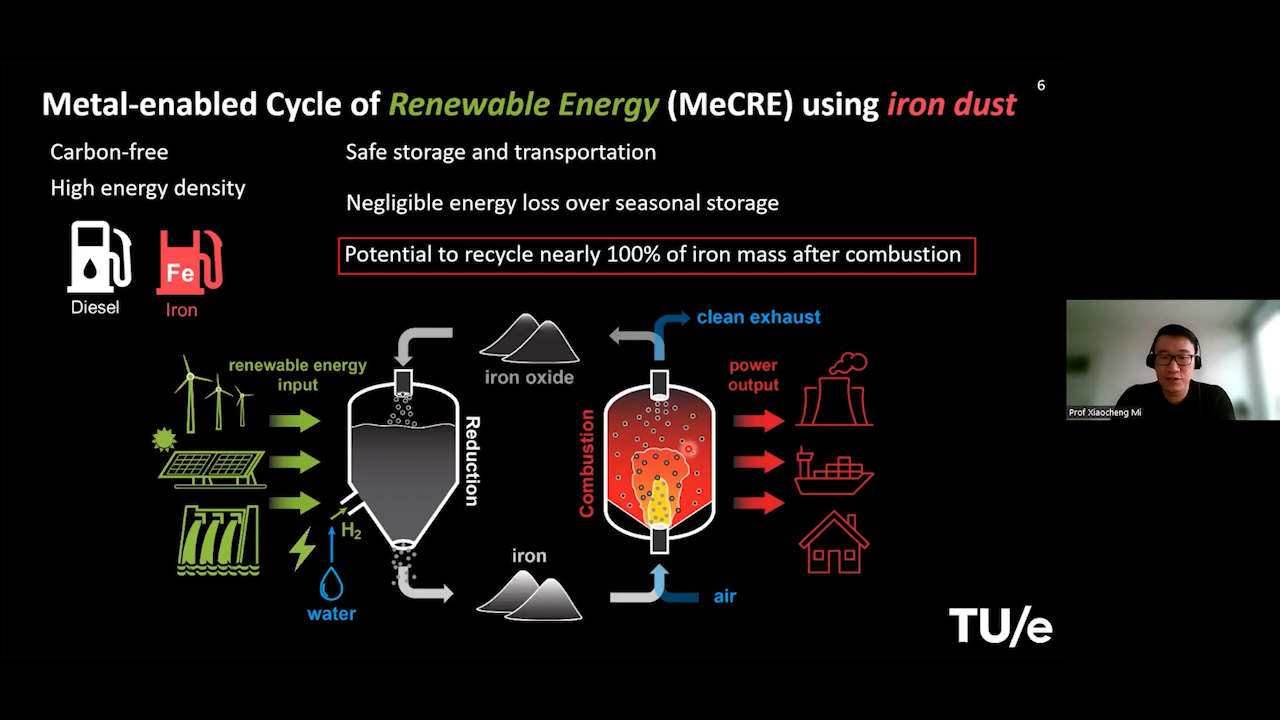 6
Metal-enabled Cycle of Renewable Energy (MeCRE) using iron dust
Carbon-free
High energy density
Safe storage and transportation
Negligible energy loss over seasonal storage
Potential to recycle nearly 100% of iron mass after combustion
Fe
Diesel
Iron
renewable energy
input
iron oxide
clean exhaust
power
output
Reduction
Combustion
H₂
water
iron
air
TU/e
Prof Xiaocheng Mi